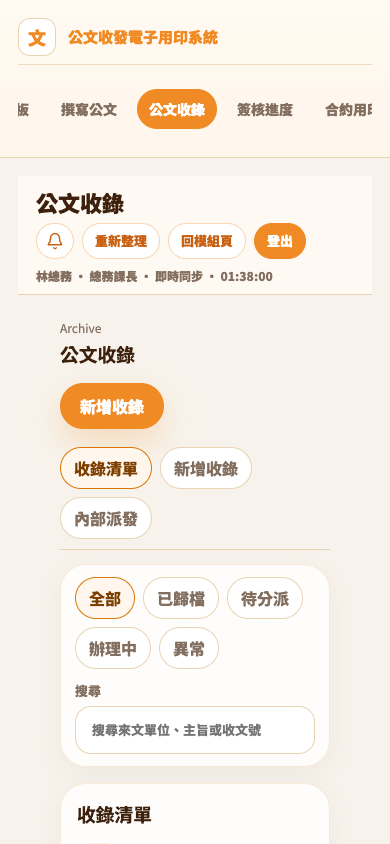 文 公文收發電子用印系統
版 撰寫公文 公文收錄 簽核進度 合約用印
公文收錄
重新整理 回模組頁 登出
林總務 • 總務課長 • 即時同步 • 01:38:00
Archive
公文收錄
新增收錄
收錄清單 新增收錄
內部派發
全部 已歸檔 待分派
辦理中 異常
搜尋
搜尋來文單位、主旨或收文號
收錄清單